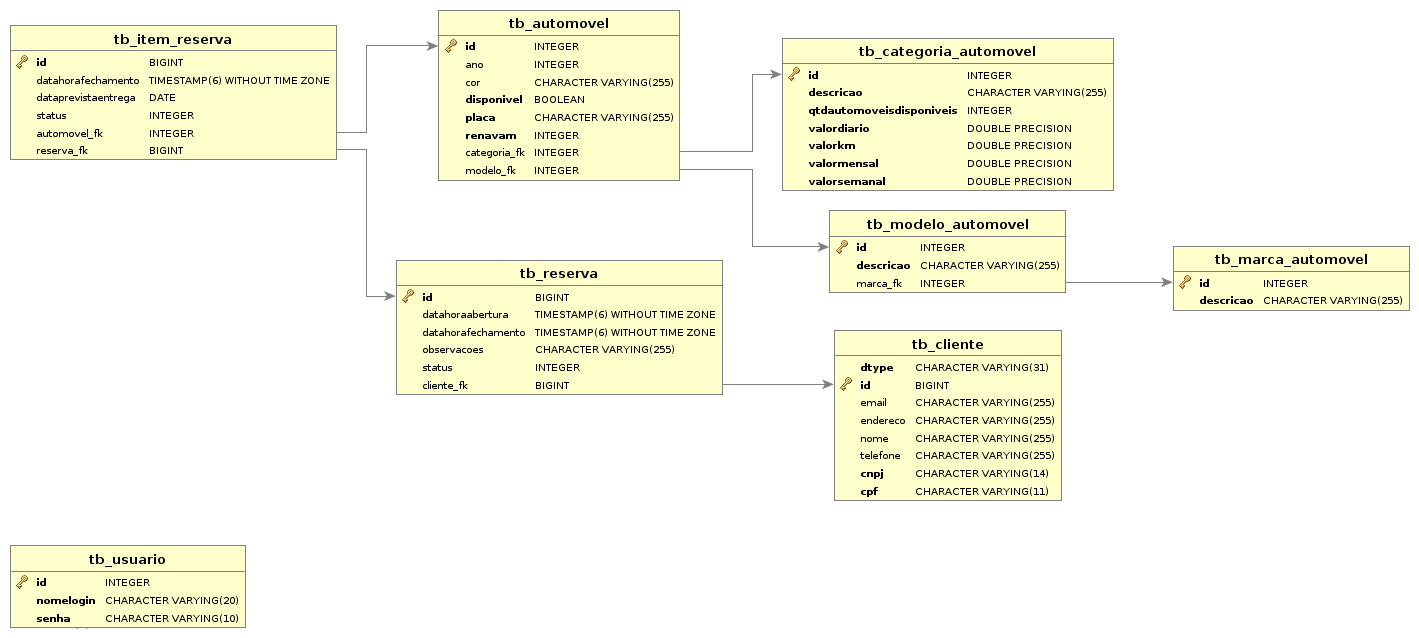 tb_item_reserva
id BIGINT
datahorafechamento TIMESTAMP(6) WITHOUT TIME ZONE
dataprevistaentrega DATE
status INTEGER
automovel_fk INTEGER
reserva_fk BIGINT
tb_automovel
id INTEGER
ano INTEGER
cor CHARACTER VARYING(255)
disponivel BOOLEAN
placa CHARACTER VARYING(255)
renavam INTEGER
categoria_fk INTEGER
modelo_fk INTEGER
tb_categoria_automovel
id INTEGER
descricao CHARACTER VARYING(255)
qtdautomoveisdisponiveis INTEGER
valordiario DOUBLE PRECISION
valorkm DOUBLE PRECISION
valormensal DOUBLE PRECISION
valorsemanal DOUBLE PRECISION
tb_modelo_automovel
id INTEGER
descricao CHARACTER VARYING(255)
marca_fk INTEGER
tb_marca_automovel
id INTEGER
descricao CHARACTER VARYING(255)
tb_reserva
id BIGINT
datahoraabertura TIMESTAMP(6) WITHOUT TIME ZONE
datahorafechamento TIMESTAMP(6) WITHOUT TIME ZONE
observacoes CHARACTER VARYING(255)
status INTEGER
cliente_fk BIGINT
tb_cliente
dtype CHARACTER VARYING(31)
id BIGINT
email CHARACTER VARYING(255)
endereco CHARACTER VARYING(255)
nome CHARACTER VARYING(255)
telefone CHARACTER VARYING(255)
cnpj CHARACTER VARYING(14)
cpf CHARACTER VARYING(11)
tb_usuario
id INTEGER
nomelogin CHARACTER VARYING(20)
senha CHARACTER VARYING(10)